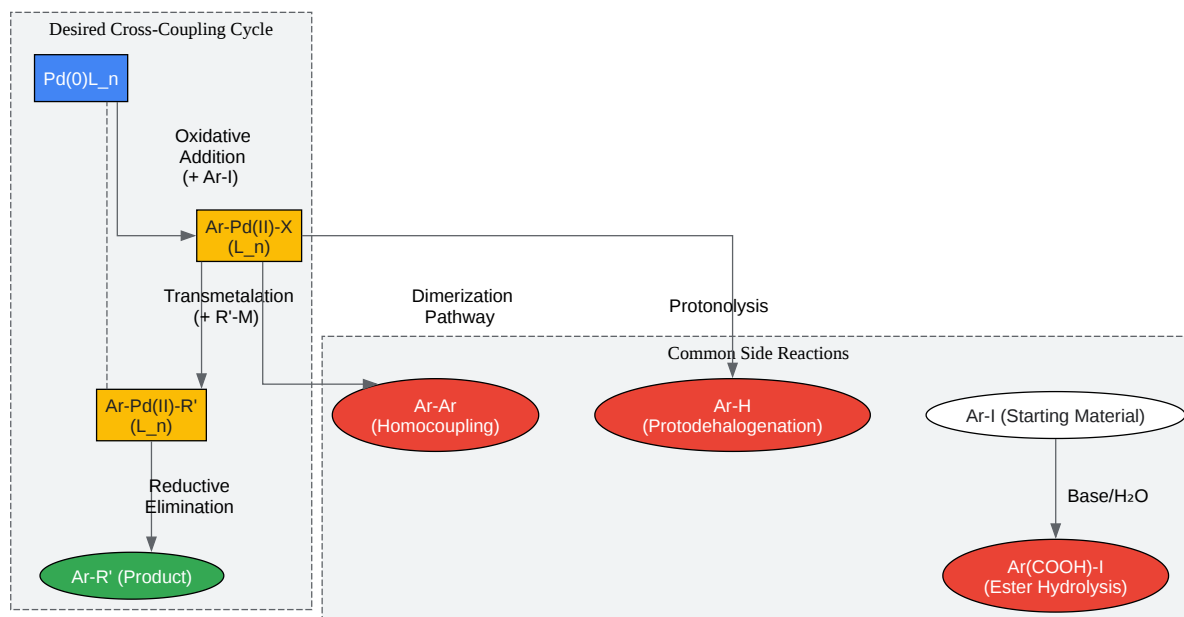 Desired Cross-Coupling Cycle
Pd(0)L_n
Oxidative
Addition
(+ Ar-I)
Ar-Pd(II)-X
(L_n)
Transmetalation
(+ R'-M)
Dimerization
Pathway
Protonolysis
Common Side Reactions
Ar-Pd(II)-R'
(L_n)
Ar-Ar
(Homocoupling)
Ar-H
(Protodehalogenation)
Ar-I (Starting Material)
Reductive
Elimination
Base/H₂O
Ar-R' (Product)
Ar(COOH)-I
(Ester Hydrolysis)